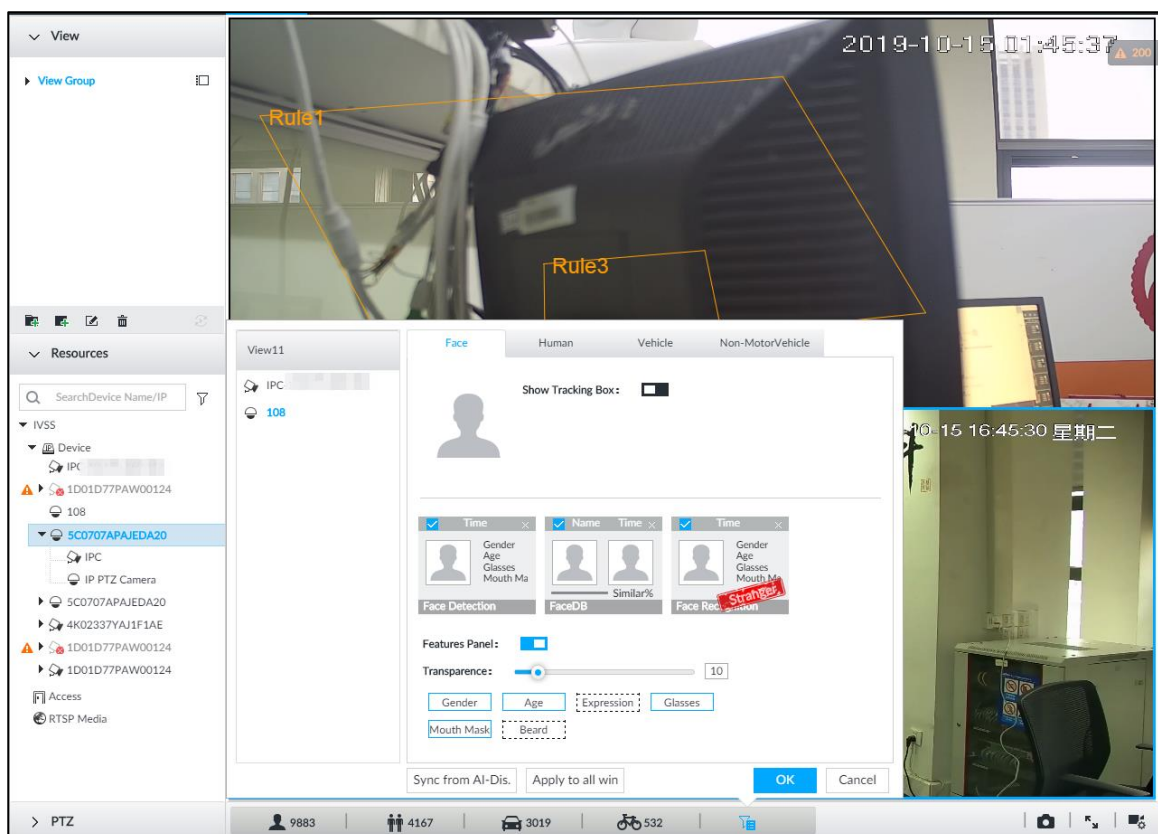 View
View Group
Resources
SearchDevice Name/IP
IVSS
Device
IPC
1D01D77PAW00124
108
5C0707APAJEDA20
IPC
IP PTZ Camera
5C0707APAJEDA20
4K02337YAJ1F1AE
1D01D77PAW00124
1D01D77PAW00124
Access
RTSP Media
PTZ
2019-10-15 01:45:37
200
Rule1
Rule3
10-15 16:45:30 星期二
View11
IPC
108
Face Human Vehicle Non-MotorVehicle
Show Tracking Box:
Time
Gender
Age
Glasses
Mouth Ma
Face Detection
Name Time
Similar%
FaceDB
Time
Gender
Age
Glasses
Mouth Ma
Stranger
Face Recognition
Features Panel:
Transparence: 10
Gender Age Expression Glasses
Mouth Mask Beard
Sync from AI-Dis. Apply to all win OK Cancel
9883 4167 3019 532